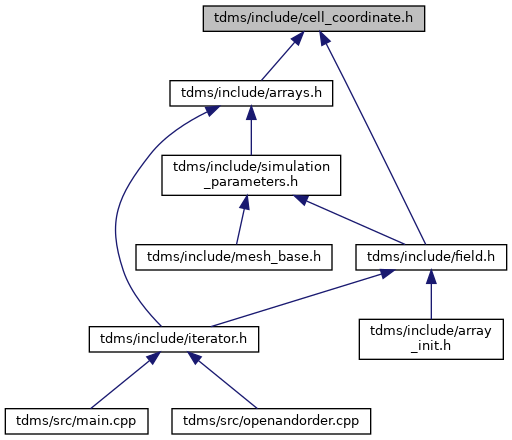 tdms/include/cell_coordinate.h
tdms/include/arrays.h
tdms/include/simulation
_parameters.h
tdms/include/mesh_base.h
tdms/include/field.h
tdms/include/iterator.h
tdms/include/array
_init.h
tdms/src/main.cpp
tdms/src/openandorder.cpp